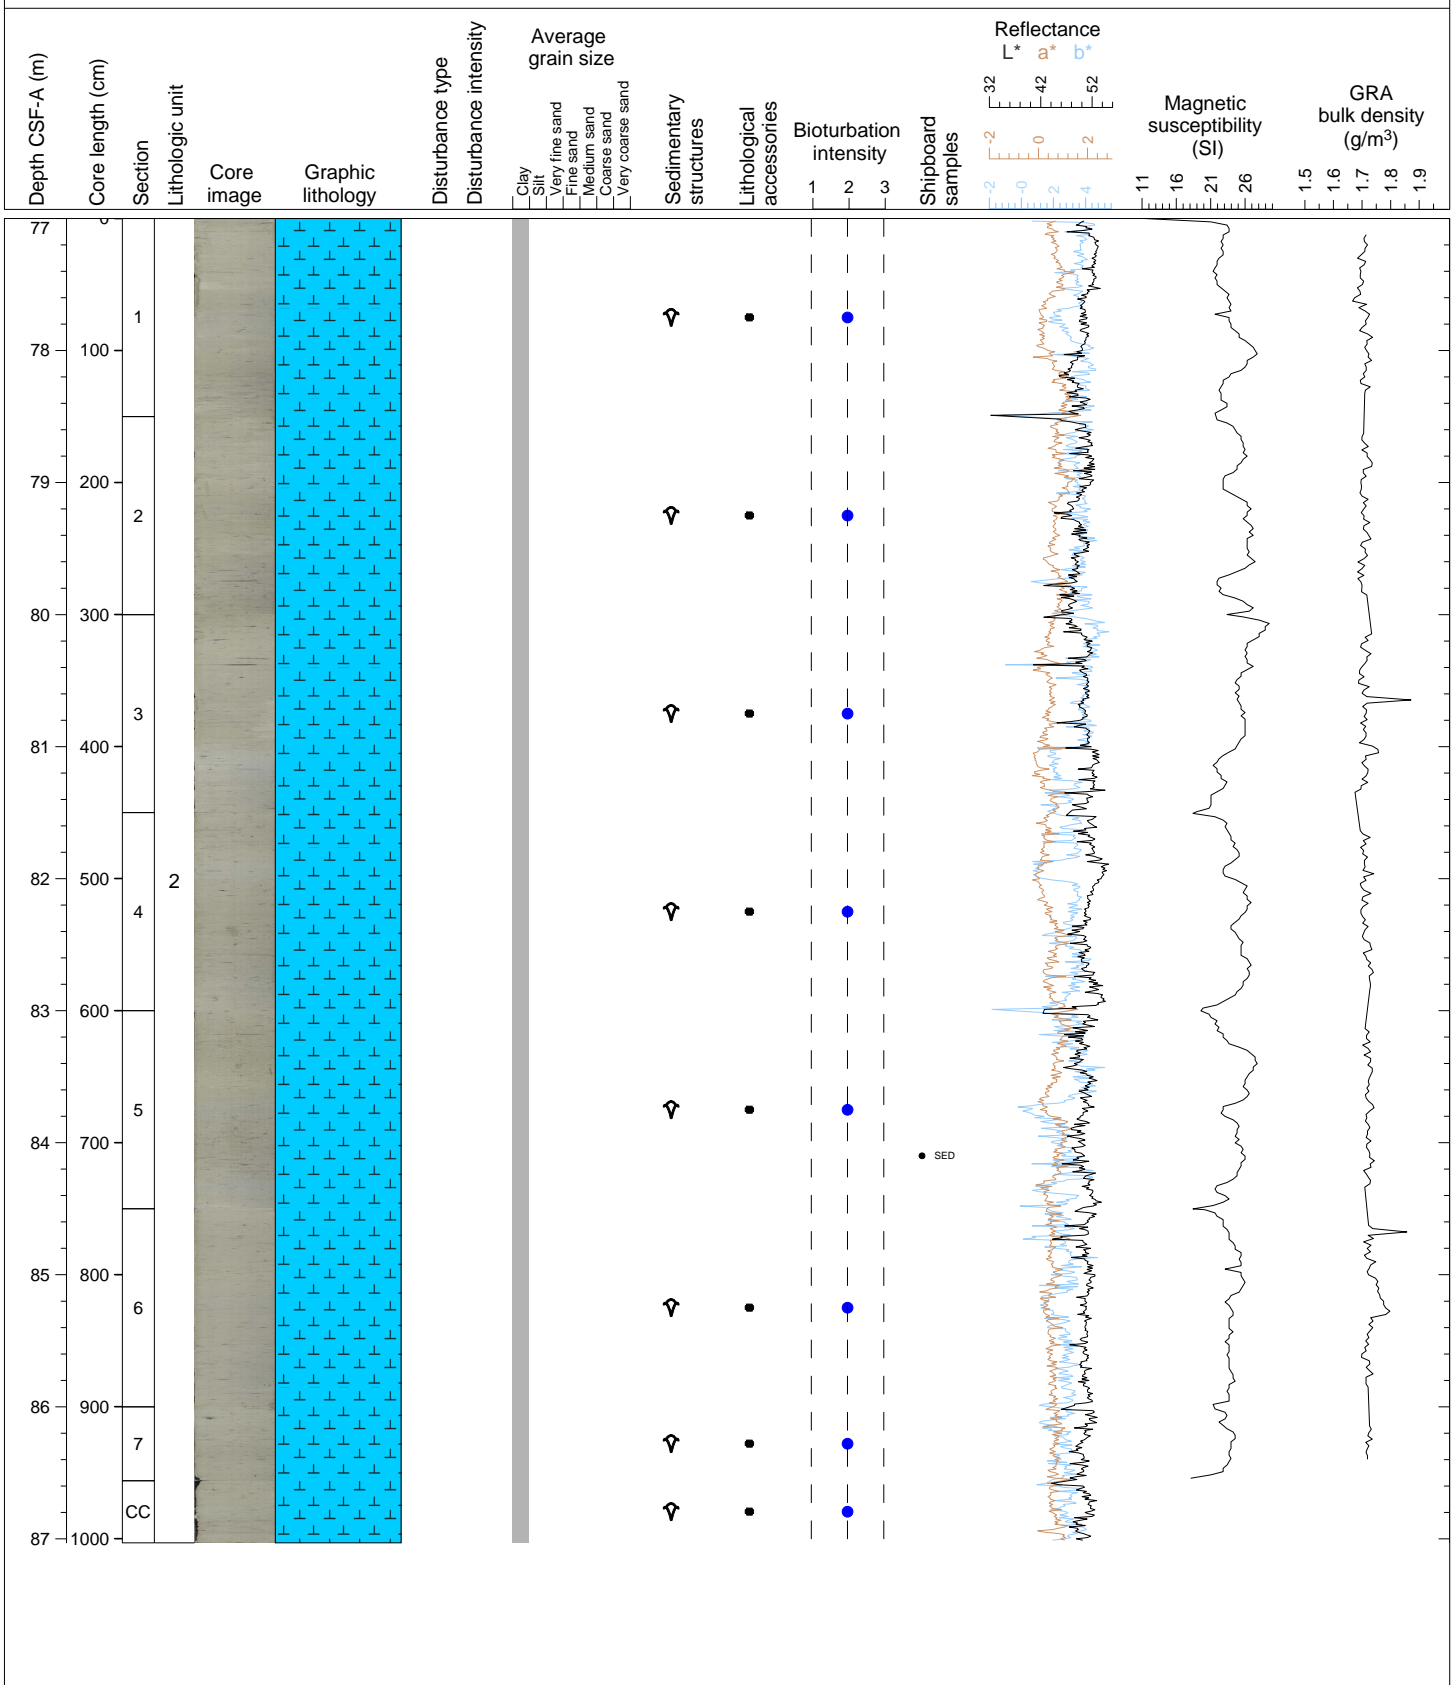 Depth CSF-A (m)
Core length (cm)
Section
Lithologic unit
Core
image
Graphic
lithology
Disturbance type
Disturbance intensity
Average
grain size
Clay
Silt
Very fine sand
Fine sand
Medium sand
Coarse sand
Very coarse sand
Sedimentary
structures
Lithological
accessories
Bioturbation
intensity
1 2 3
Shipboard
samples
Reflectance
L* a* b*
32 42 52
-2 0 2
-2 -0 2 4
Magnetic
susceptibility
(SI)
11 16 21 26
GRA
bulk density
(g/m³)
1.5 1.6 1.7 1.8 1.9
77 0
1
78 100
79 200
2
80 300
3
81 400
82 500
2
4
83 600
5
84 700
SED
85 800
6
86 900
7
CC
87 1000